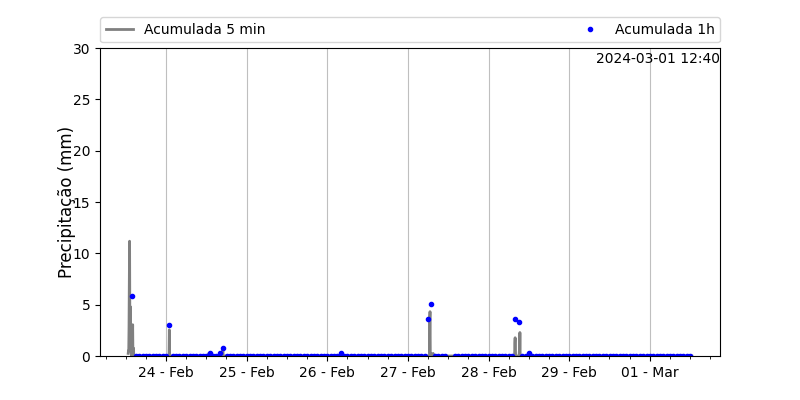 Acumulada 5 min
Acumulada 1h
2024-03-01 12:40
Precipitação (mm)
30
25
20
15
10
5
0
24 - Feb
25 - Feb
26 - Feb
27 - Feb
28 - Feb
29 - Feb
01 - Mar